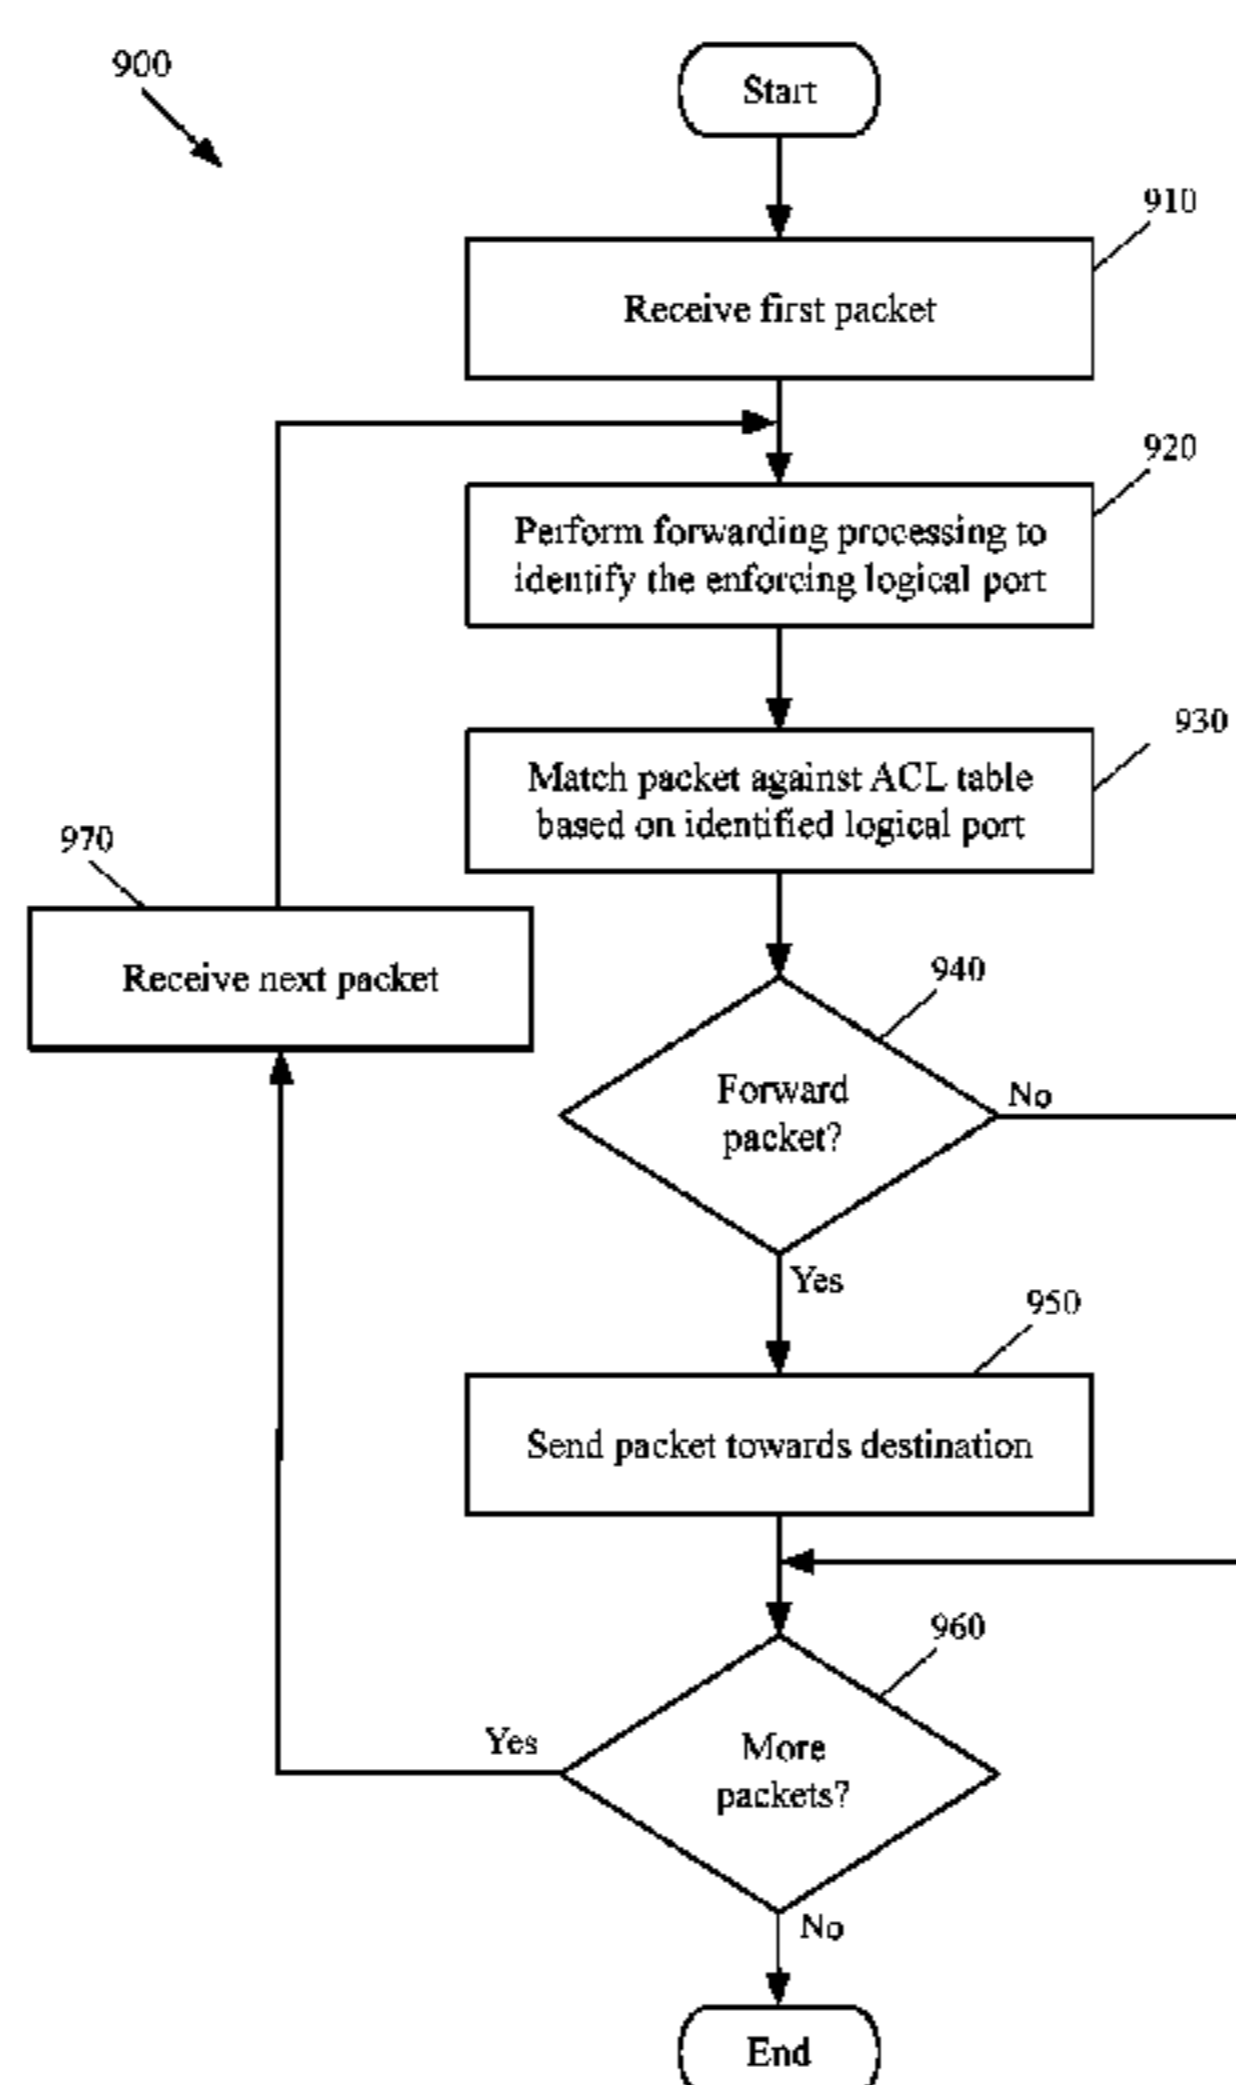 900
Start
910
Receive first packet
920
Perform forwarding processing to
identify the enforcing logical port
930
Match packet against ACL table
based on identified logical port
970
Receive next packet
940
Forward
packet?
No
Yes
950
Send packet towards destination
960
More
packets?
Yes
No
End